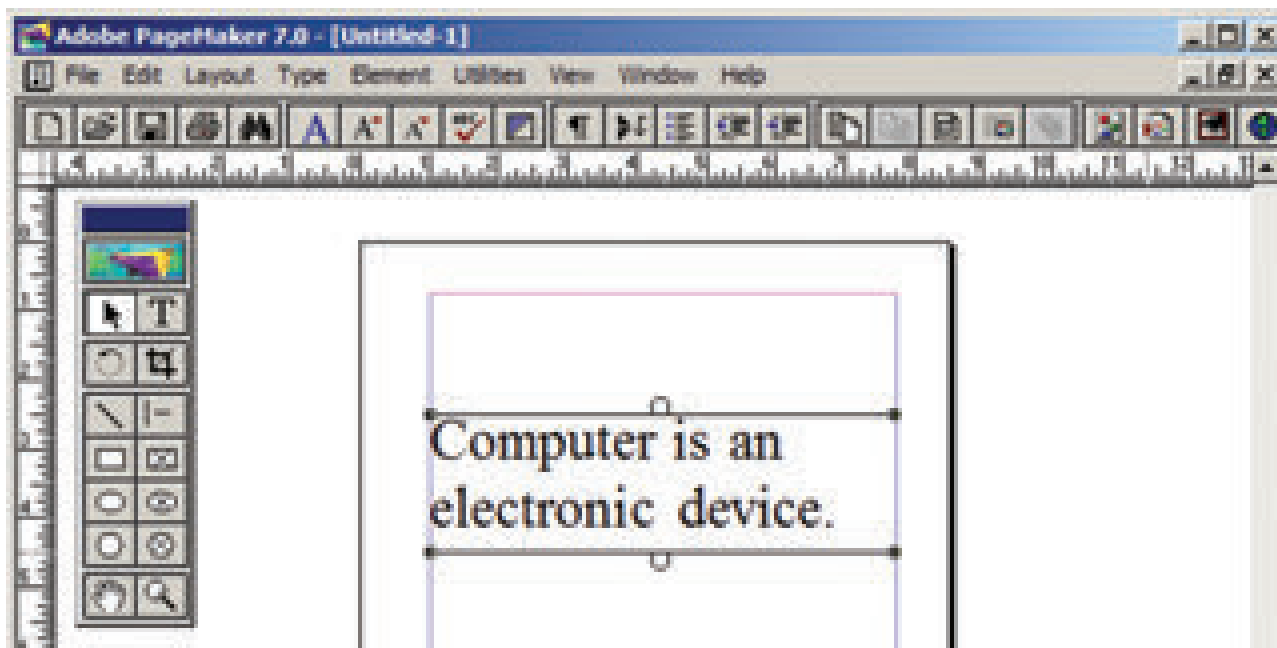 Adobe PageMaker 7.0 - [Untitled-1]
File Edit Layout Type Element Utilities View Window Help
Computer is an
electronic device.